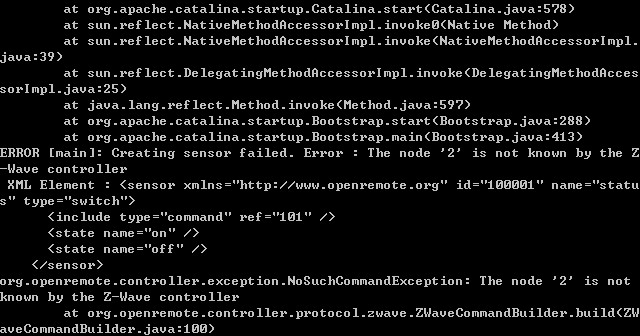 at org.apache.catalina.startup.Catalina.start(Catalina.java:578)
        at sun.reflect.NativeMethodAccessorImpl.invoke0(Native Method)
        at sun.reflect.NativeMethodAccessorImpl.invoke(NativeMethodAccessorImpl.
java:39)
        at sun.reflect.DelegatingMethodAccessorImpl.invoke(DelegatingMethodAcces
sorImpl.java:25)
        at java.lang.reflect.Method.invoke(Method.java:597)
        at org.apache.catalina.startup.Bootstrap.start(Bootstrap.java:288)
        at org.apache.catalina.startup.Bootstrap.main(Bootstrap.java:413)
ERROR [main]: Creating sensor failed. Error : The node '2' is not known by the Z
-Wave controller
 XML Element : <sensor xmlns="http://www.openremote.org" id="100001" name="statu
s" type="switch">
      <include type="command" ref="101" />
      <state name="on" />
      <state name="off" />
    </sensor>
org.openremote.controller.exception.NoSuchCommandException: The node '2' is not
known by the Z-Wave controller
        at org.openremote.controller.protocol.zwave.ZWaveCommandBuilder.build(ZW
aveCommandBuilder.java:100)